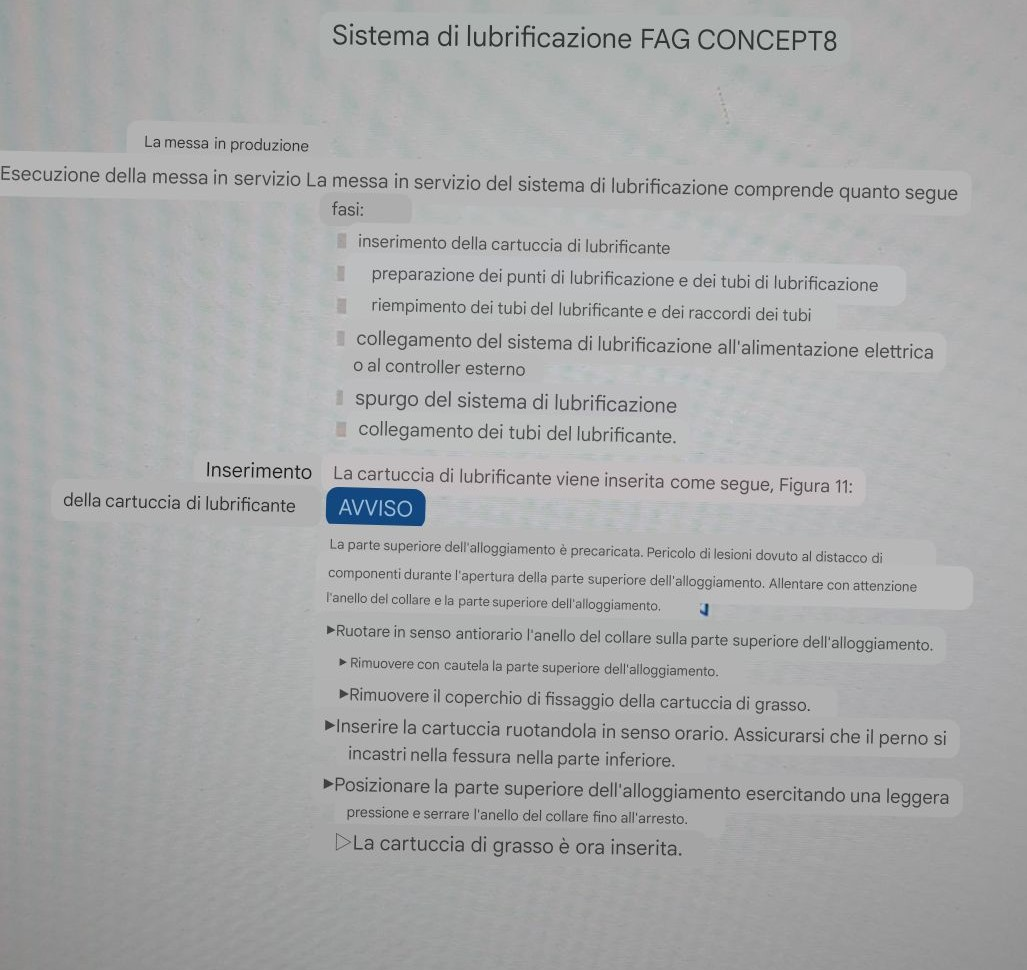 Sistema di lubrificazione FAG CONCEPT8
La messa in produzione
Esecuzione della messa in servizio La messa in servizio del sistema di lubrificazione comprende quanto segue
fasi:
inserimento della cartuccia di lubrificante
preparazione dei punti di lubrificazione e dei tubi di lubrificazione
riempimento dei tubi del lubrificante e dei raccordi dei tubi
collegamento del sistema di lubrificazione all'alimentazione elettrica
o al controller esterno
spurgo del sistema di lubrificazione
collegamento dei tubi del lubrificante.
Inserimento
della cartuccia di lubrificante
La cartuccia di lubrificante viene inserita come segue, Figura 11:
AVVISO
La parte superiore dell'alloggiamento è precaricata. Pericolo di lesioni dovuto al distacco di
componenti durante l'apertura della parte superiore dell'alloggiamento. Allentare con attenzione
l'anello del collare e la parte superiore dell'alloggiamento.
►Ruotare in senso antiorario l'anello del collare sulla parte superiore dell'alloggiamento.
► Rimuovere con cautela la parte superiore dell'alloggiamento.
►Rimuovere il coperchio di fissaggio della cartuccia di grasso.
►Inserire la cartuccia ruotandola in senso orario. Assicurarsi che il perno si
incastri nella fessura nella parte inferiore.
►Posizionare la parte superiore dell'alloggiamento esercitando una leggera
pressione e serrare l'anello del collare fino all'arresto.
▷La cartuccia di grasso è ora inserita.